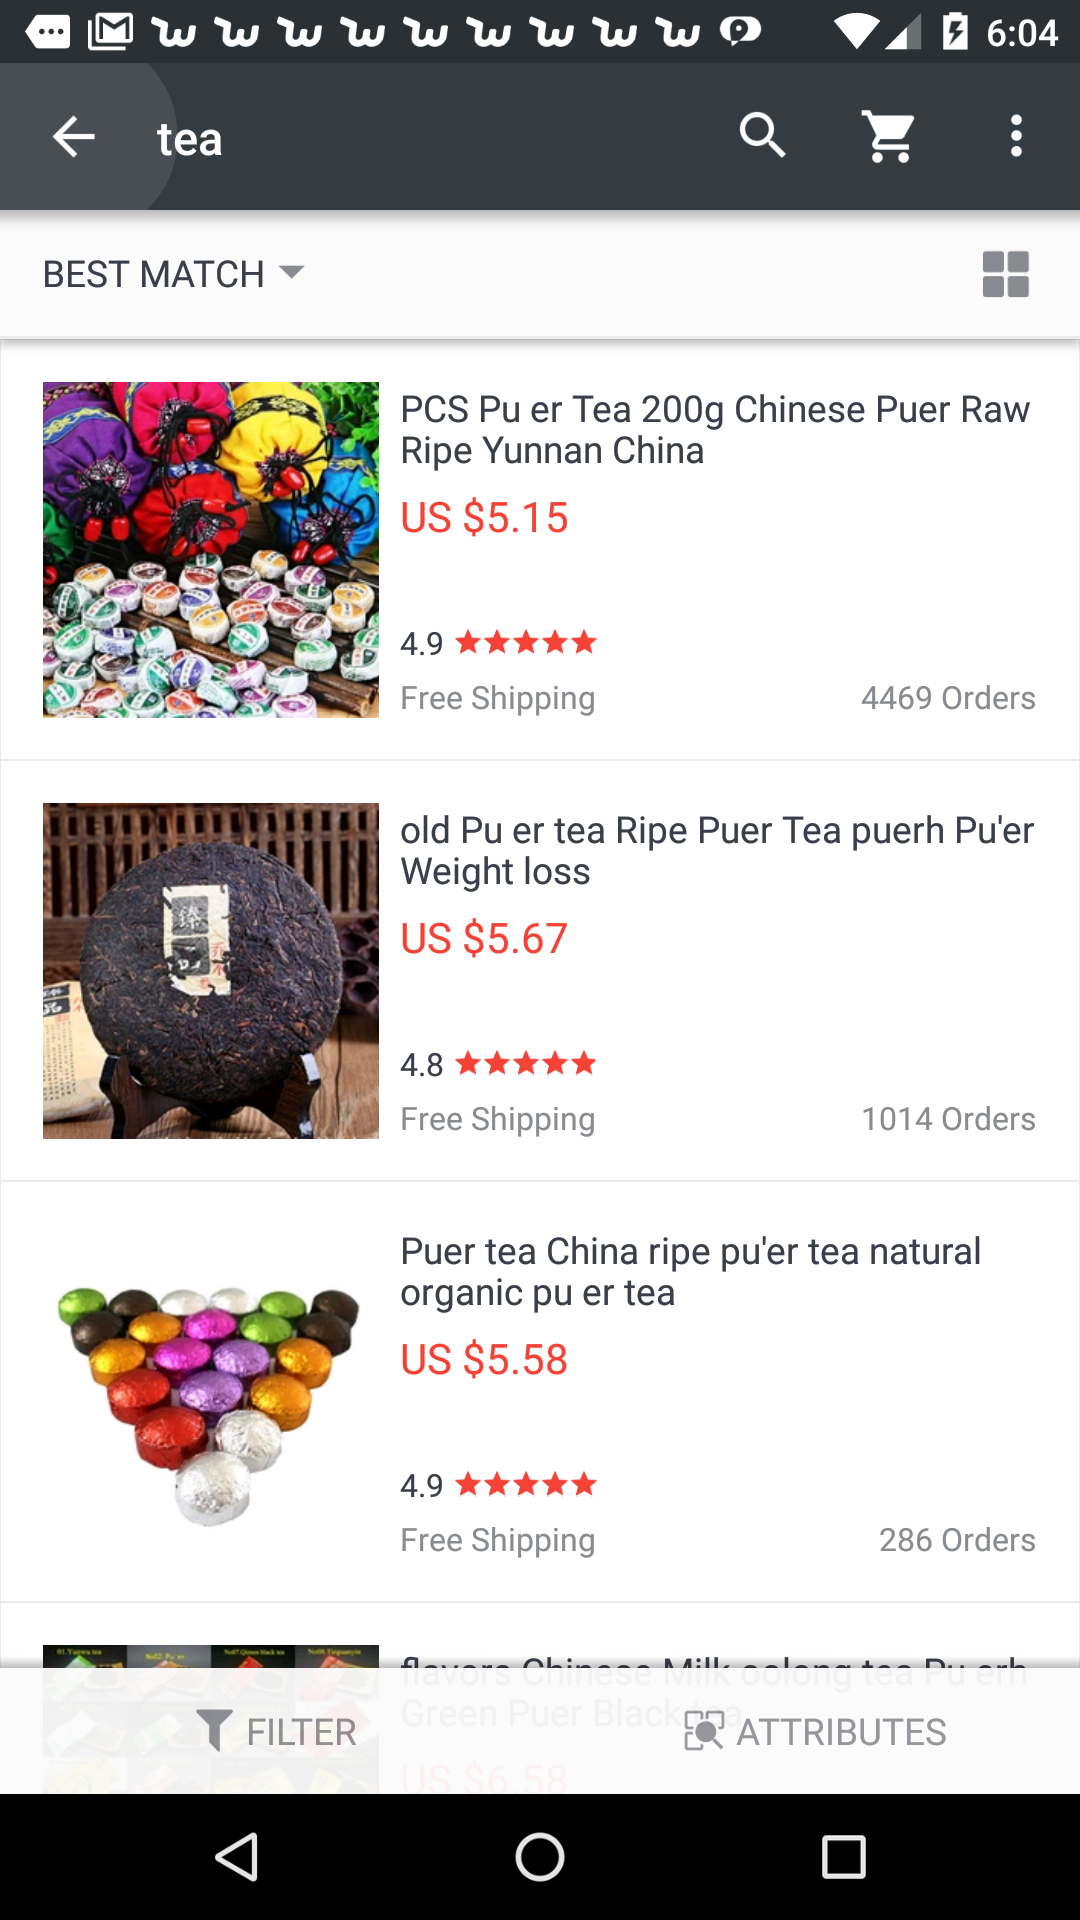 6:04
tea
BEST MATCH
PCS Pu er Tea 200g Chinese Puer Raw
Ripe Yunnan China
US $5.15
4.9
Free Shipping
4469 Orders
old Pu er tea Ripe Puer Tea puerh Pu'er
Weight loss
US $5.67
4.8
Free Shipping
1014 Orders
Puer tea China ripe pu'er tea natural
organic pu er tea
US $5.58
4.9
Free Shipping
286 Orders
flavors Chinese Milk oolong tea Pu erh
Green Puer Black tea
US $6.58
FILTER
ATTRIBUTES